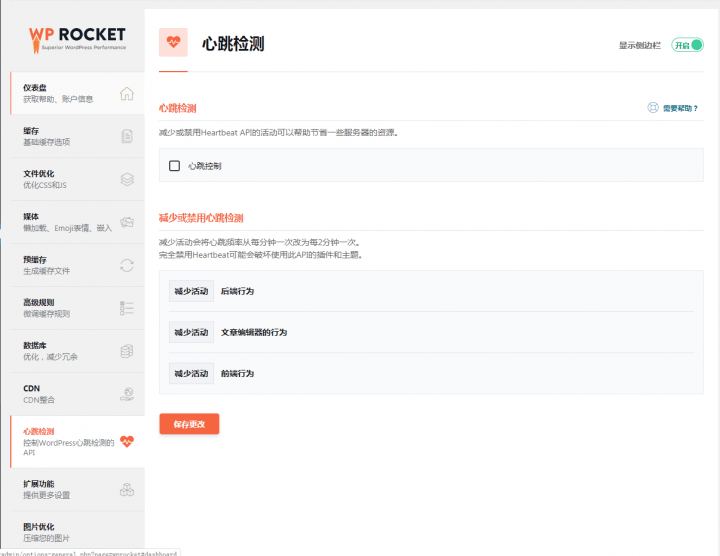 WP ROCKET
Superior WordPress Performance
仪表盘
获取帮助、账户信息
缓存
基础缓存选项
文件优化
优化CSS和JS
媒体
懒加载、Emoji表情、嵌入
预缓存
生成缓存文件
高级规则
微调缓存规则
数据库
优化，减少冗余
CDN
CDN整合
心跳检测
控制WordPress心跳检测的
API
扩展功能
提供更多设置
图片优化
压缩您的图片
心跳检测
显示侧边栏
开启
心跳检测
需要帮助？
减少或禁用Heartbeat API的活动可以帮助节省一些服务器的资源。
心跳控制
减少或禁用心跳检测
减少活动会将心跳频率从每分钟一次改为每2分钟一次。
完全禁用Heartbeat可能会破坏使用此API的插件和主题。
减少活动 后端行为
减少活动 文章编辑器的行为
减少活动 前端行为
保存更改
admin/options-general.php?page=wprocket#dashboard